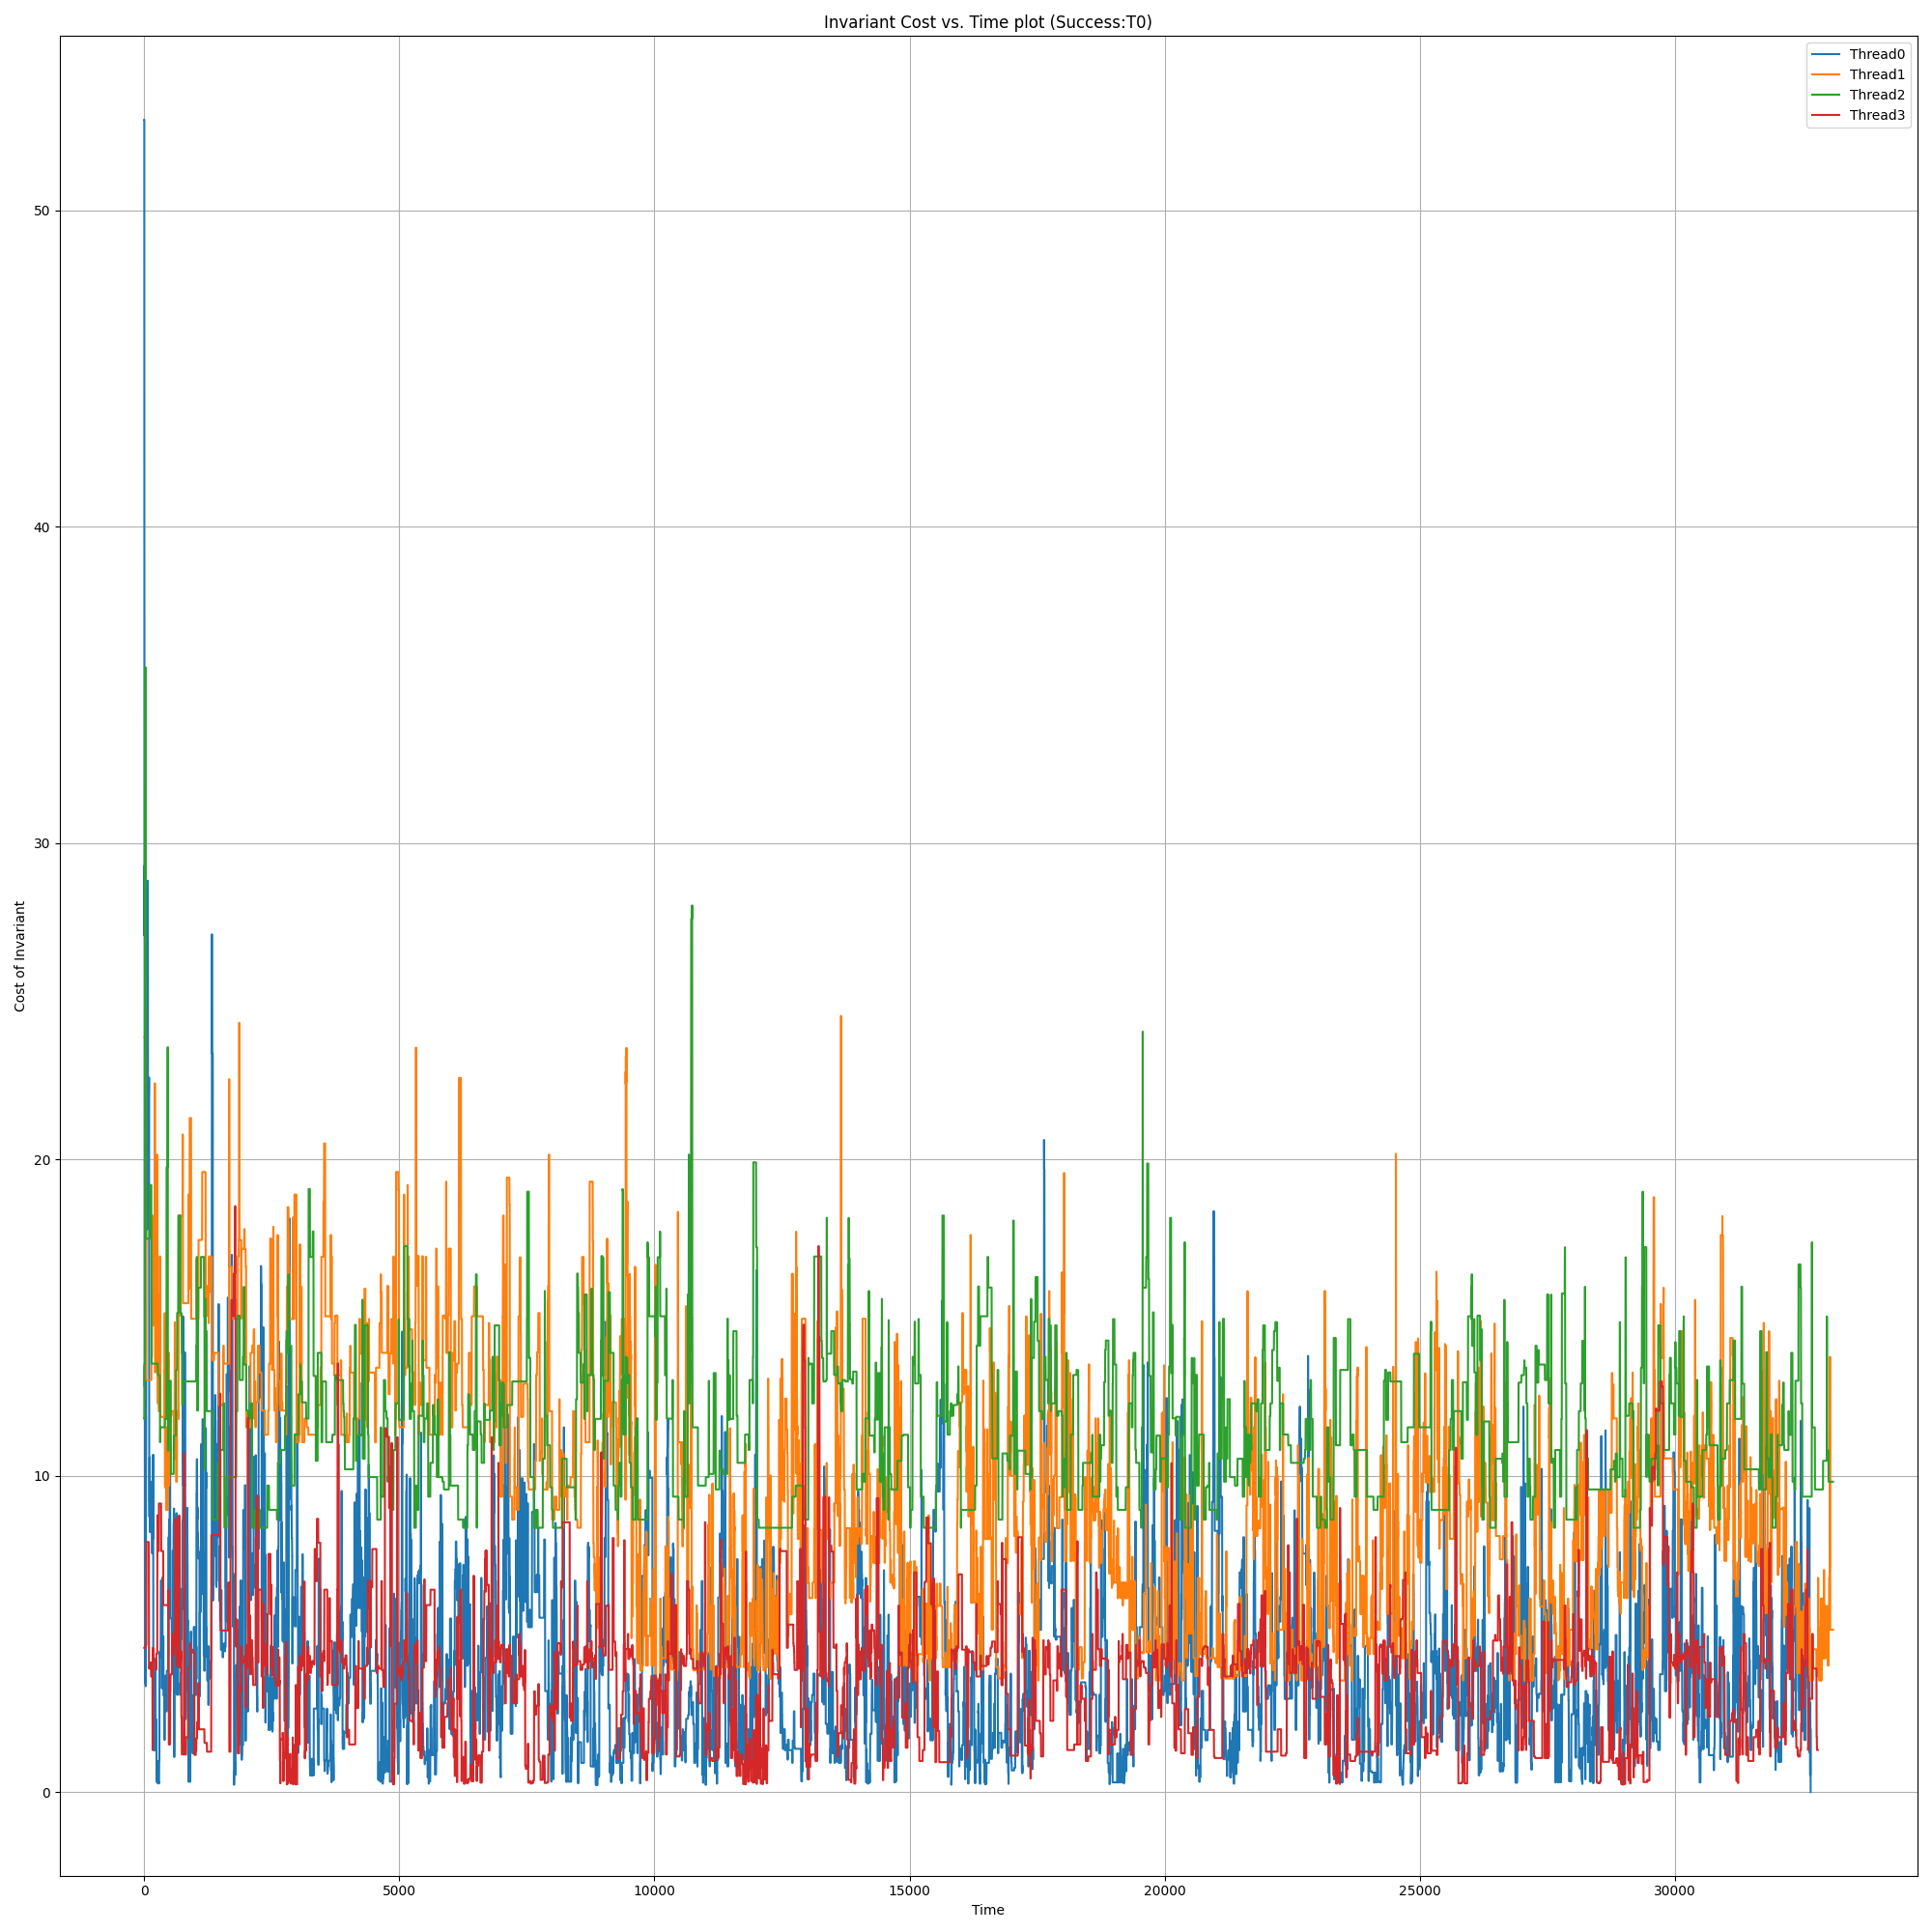 Invariant Cost vs. Time plot (Success:T0)
Thread0
Thread1
Thread2
Thread3
50
40
30
20
10
0
Cost of Invariant
0 5000 10000 15000 20000 25000 30000
Time